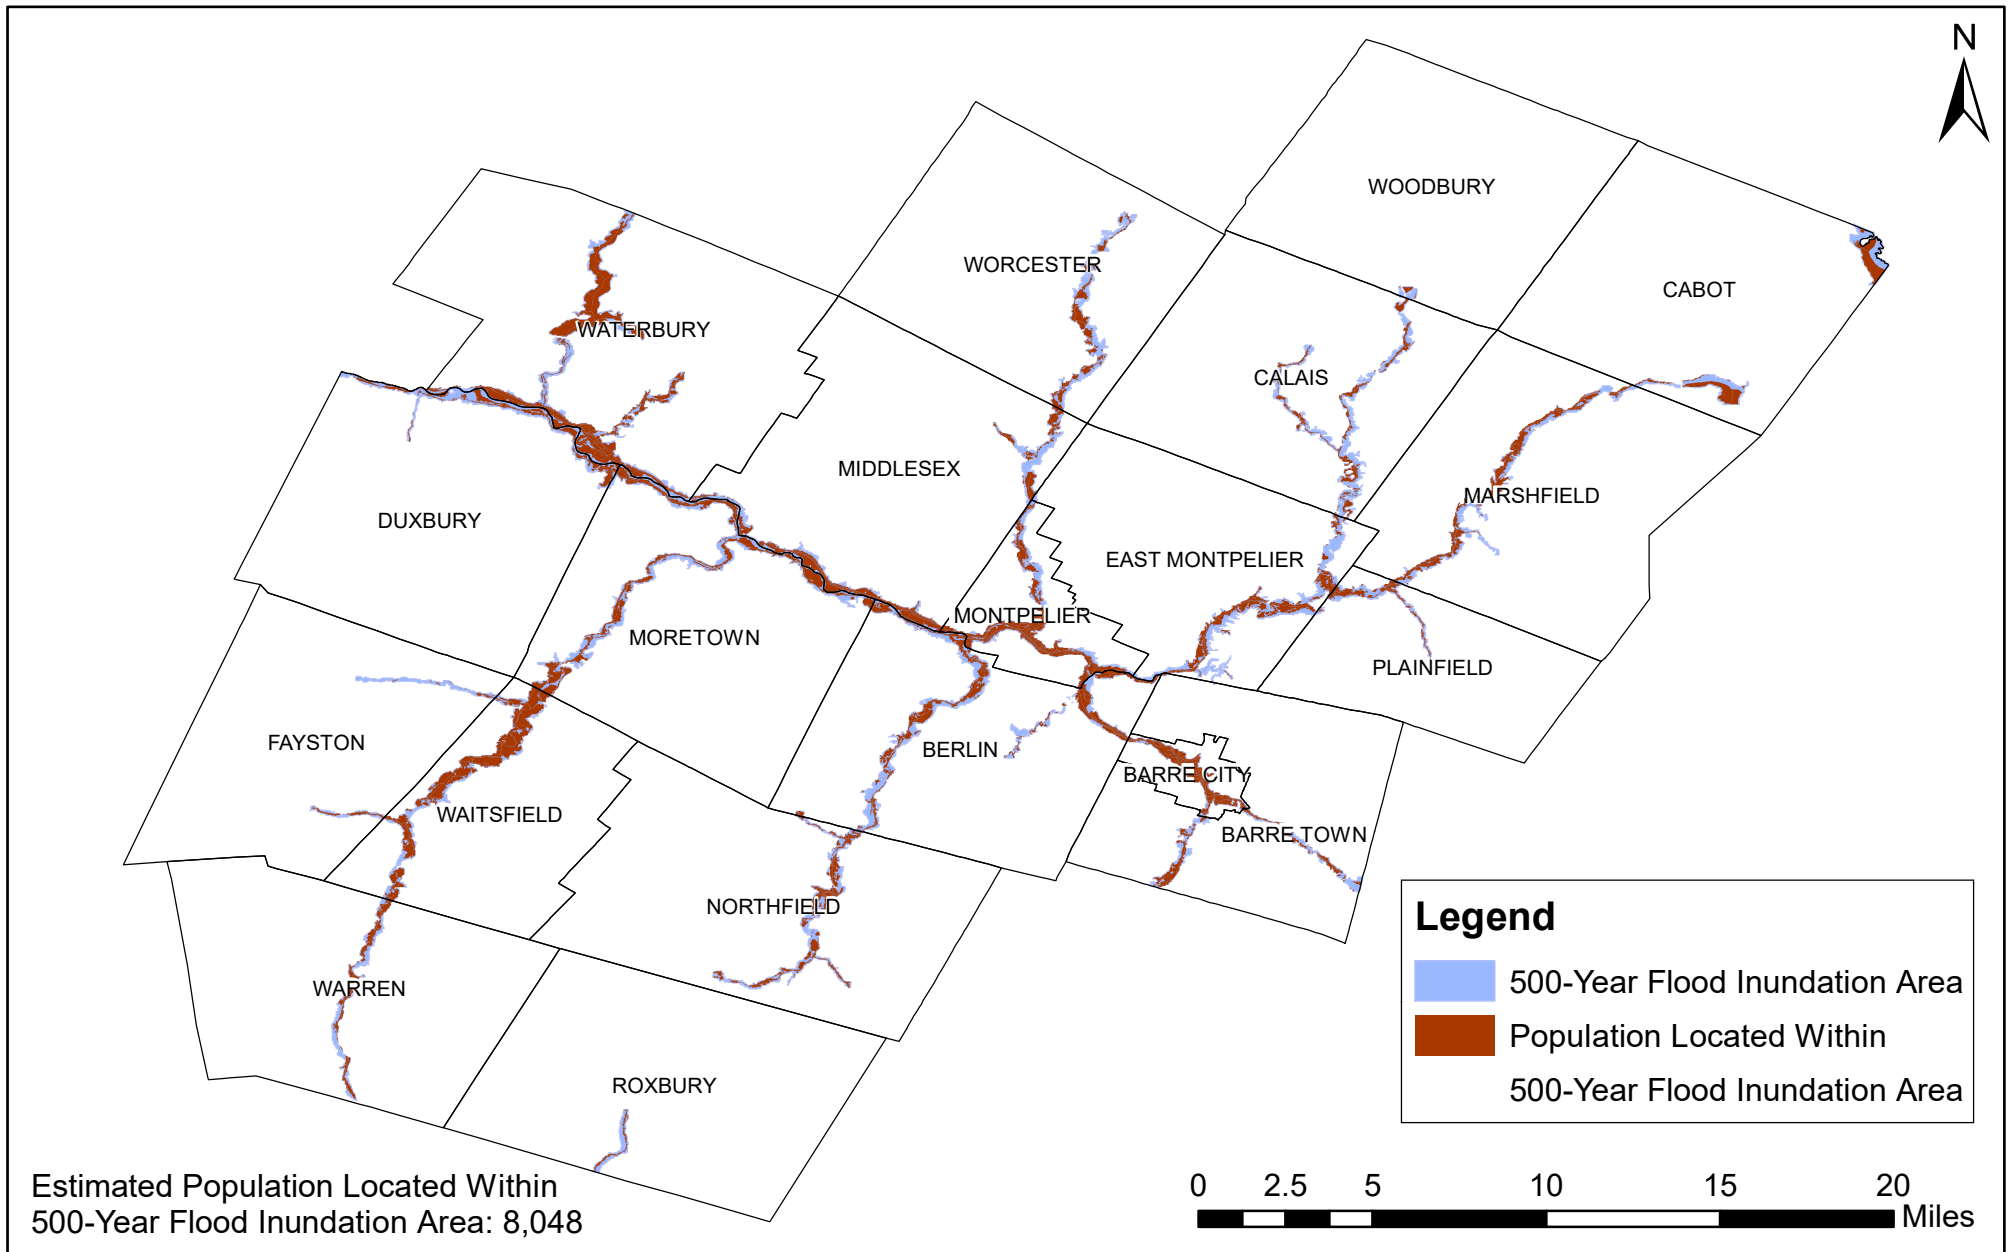 N
WOODBURY
WORCESTER
CABOT
WATERBURY
CALAIS
MIDDLESEX
MARSHFIELD
DUXBURY
EAST MONTPELIER
MONTPELIER
MORETOWN
PLAINFIELD
FAYSTON
BERLIN
BARRE CITY
WAITSFIELD
BARRE TOWN
NORTHFIELD
WARREN
ROXBURY
Legend
500-Year Flood Inundation Area
Population Located Within
500-Year Flood Inundation Area
Estimated Population Located Within
500-Year Flood Inundation Area: 8,048
0 2.5 5 10 15 20
Miles